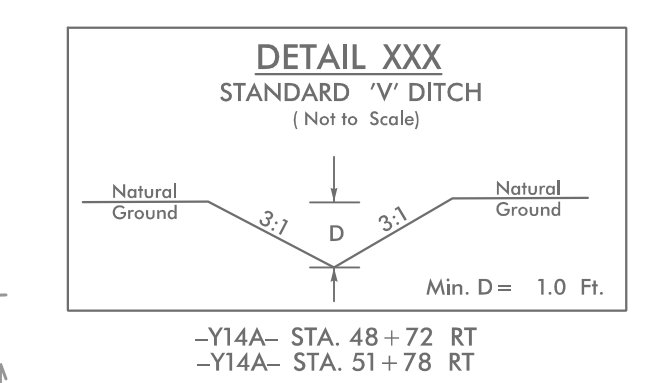 DETAIL XXX
STANDARD 'V' DITCH
( Not to Scale)
Natural
Ground
3:1
D
3:1
Natural
Ground
Min. D = 1.0 Ft.
–Y14A– STA. 48+72 RT
–Y14A– STA. 51+78 RT